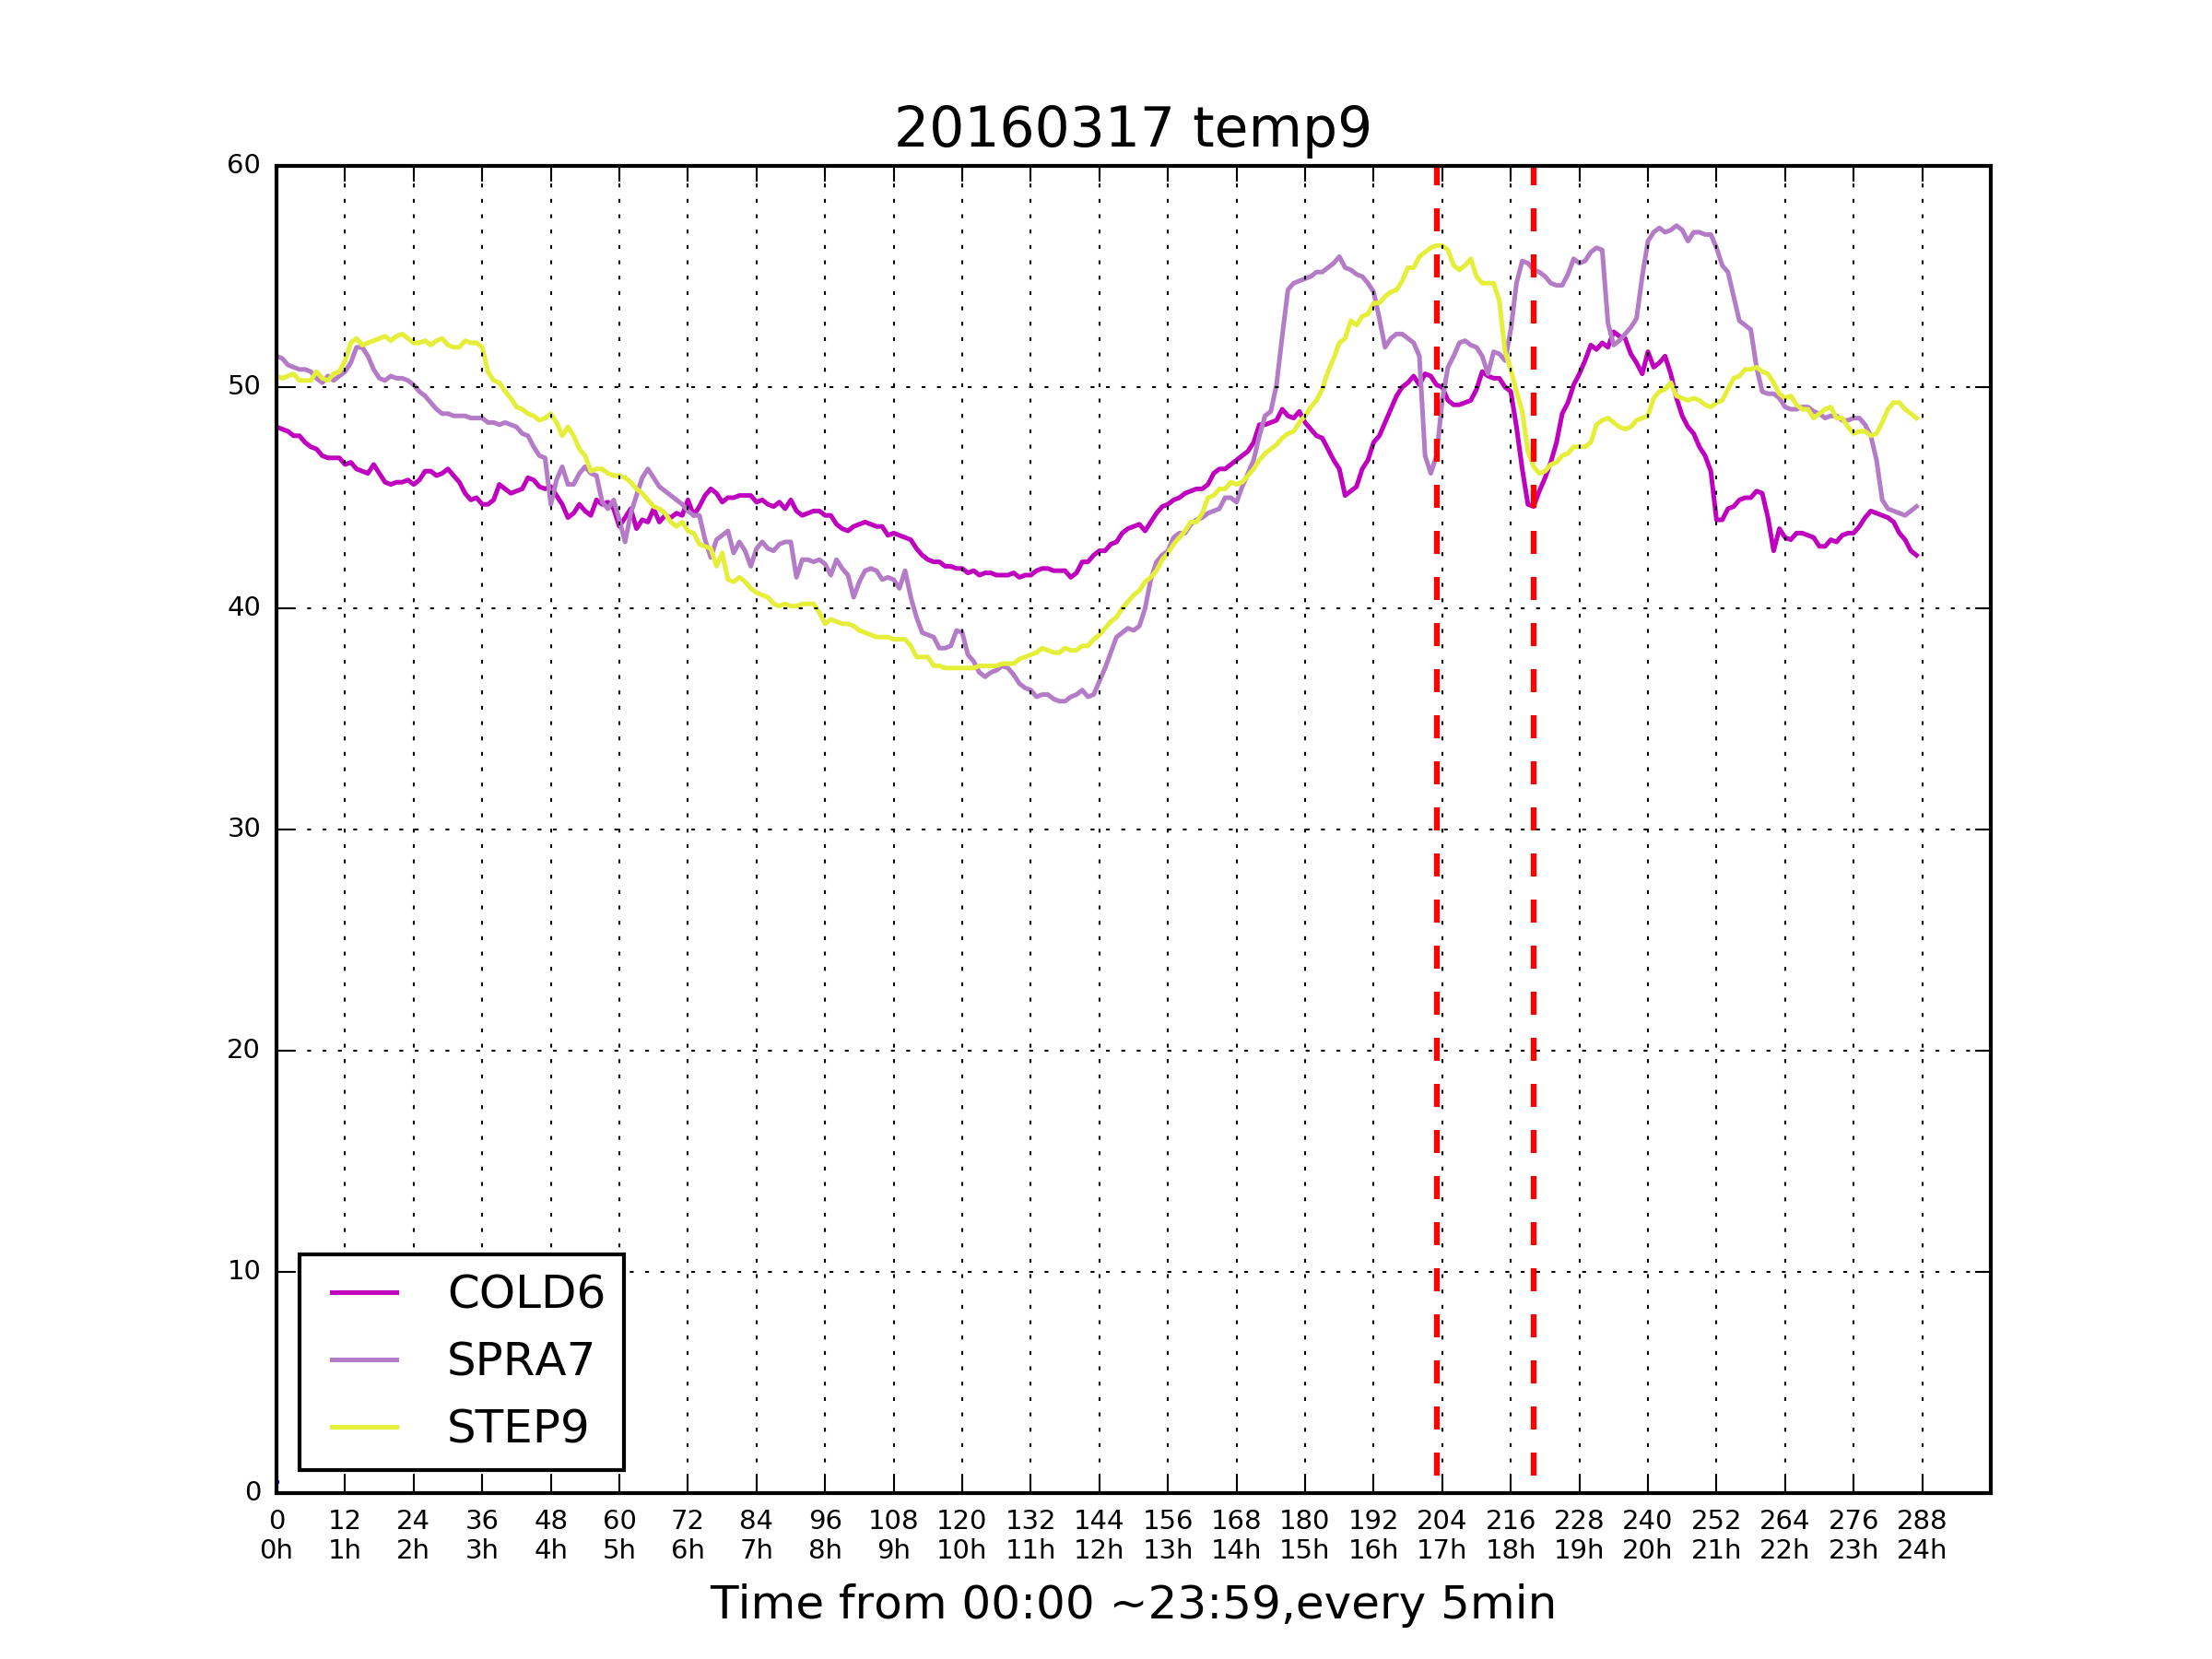 20160317 temp9
60
50
40
30
20
10
0
0 12 24 36 48 60 72 84 96 108 120 132 144 156 168 180 192 204 216 228 240 252 264 276 288
0h 1h 2h 3h 4h 5h 6h 7h 8h 9h 10h 11h 12h 13h 14h 15h 16h 17h 18h 19h 20h 21h 22h 23h 24h
COLD6
SPRA7
STEP9
Time from 00:00 ~23:59,every 5min